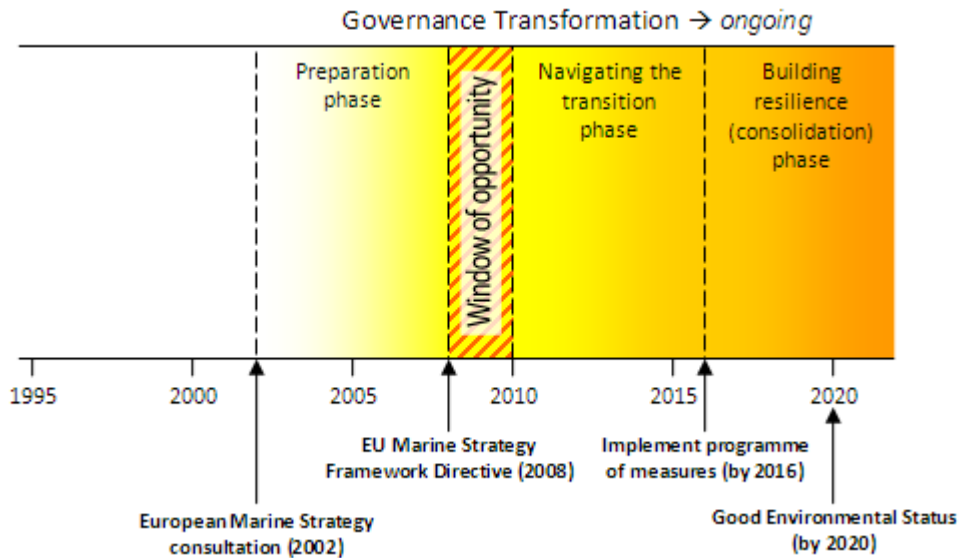 Governance Transformation → ongoing
Preparation
phase
Window of opportunity
Navigating the
transition
phase
Building
resilience
(consolidation)
phase
1995
2000
2005
2010
2015
2020
EU Marine Strategy
Framework Directive (2008)
Implement programme
of measures (by 2016)
European Marine Strategy
consultation (2002)
Good Environmental Status
(by 2020)